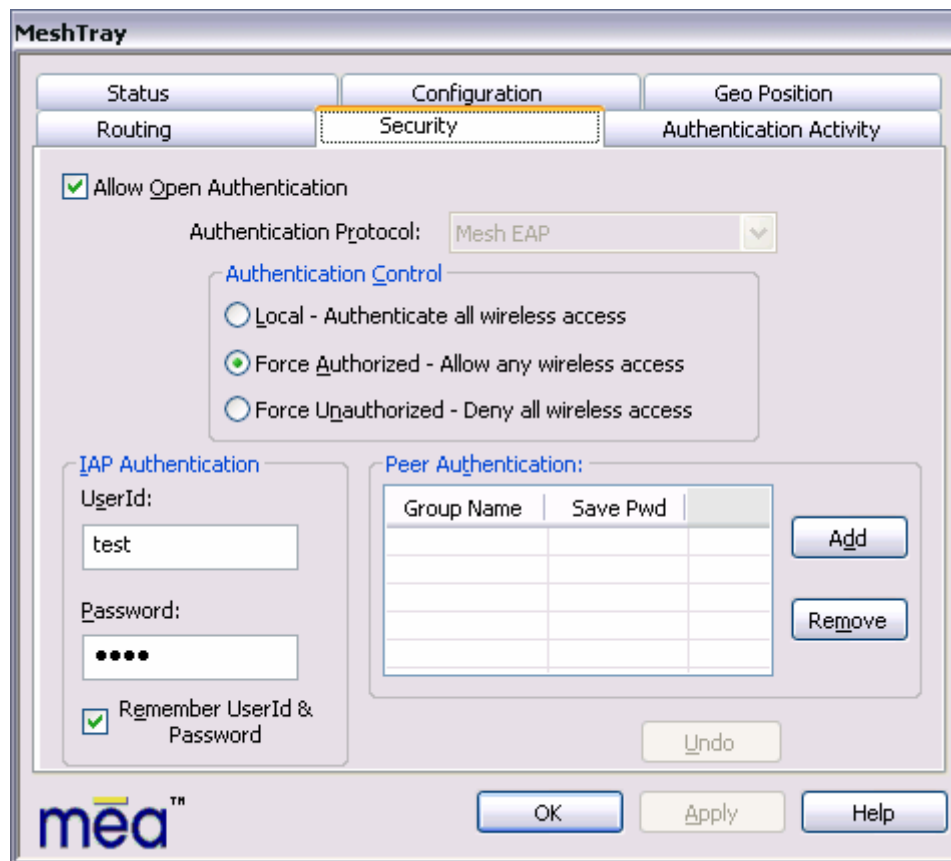 MeshTray
Status Configuration Geo Position
Routing Security Authentication Activity
Allow Open Authentication
Authentication Protocol: Mesh EAP
Authentication Control
Local - Authenticate all wireless access
Force Authorized - Allow any wireless access
Force Unauthorized - Deny all wireless access
IAP Authentication
UserId:
test
Password:
••••
Remember UserId &
Password
Peer Authentication:
Group Name Save Pwd
Add
Remove
Undo
mēa™
OK Apply Help